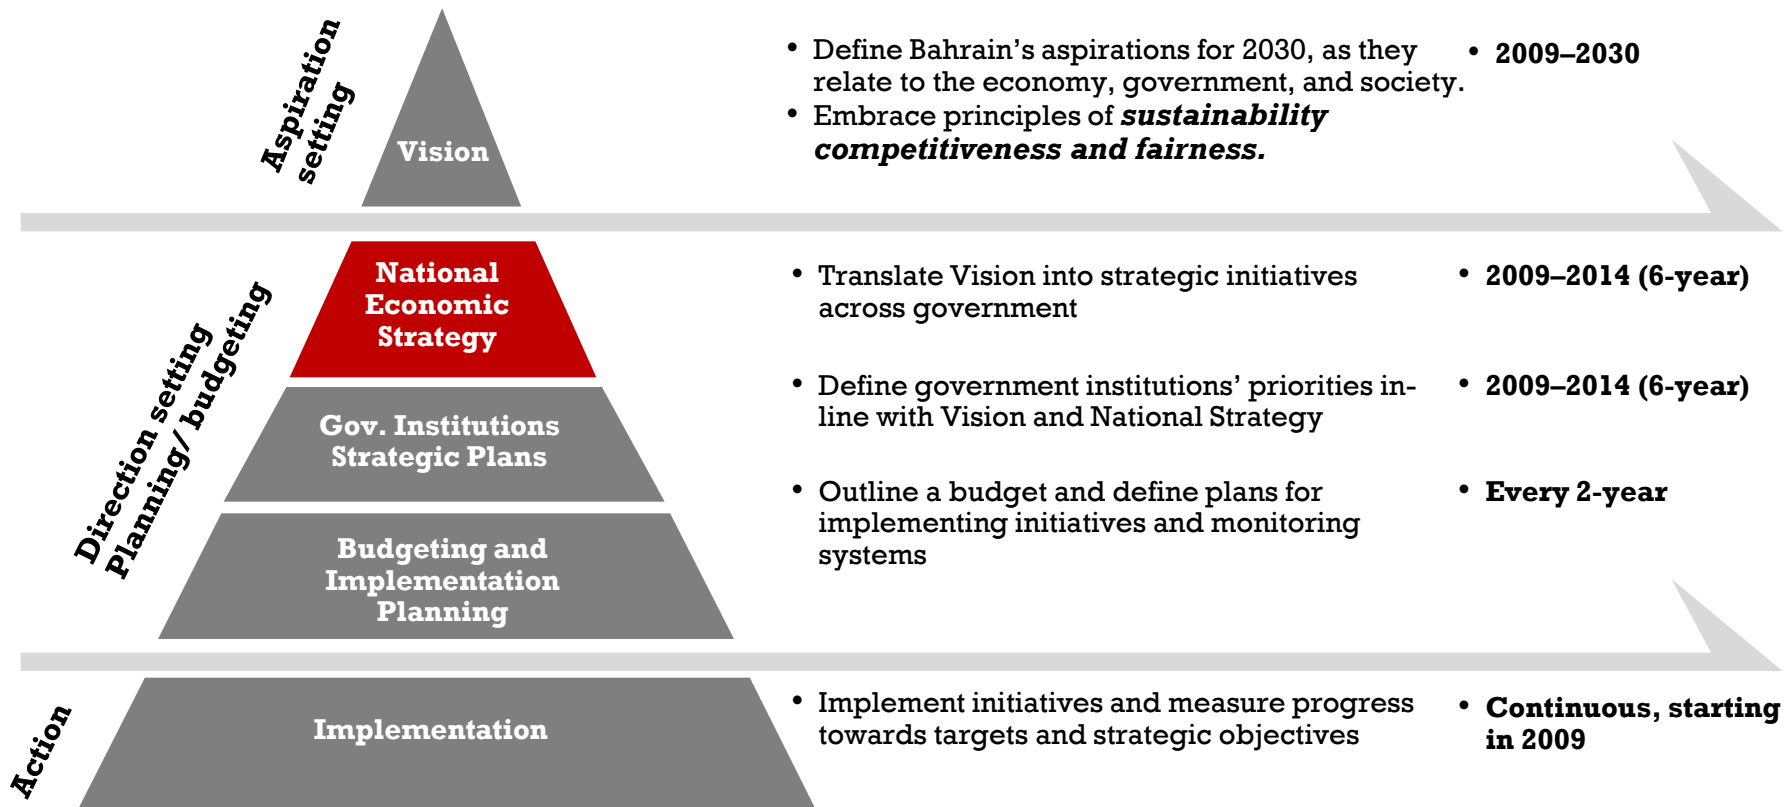 Aspiration
setting
Vision
• Define Bahrain’s aspirations for 2030, as they
relate to the economy, government, and society.
• Embrace principles of sustainability
competitiveness and fairness.
• 2009–2030
Direction setting
Planning/ budgeting
National
Economic
Strategy
• Translate Vision into strategic initiatives
across government
• 2009–2014 (6-year)
Gov. Institutions
Strategic Plans
• Define government institutions’ priorities in-
line with Vision and National Strategy
• 2009–2014 (6-year)
Budgeting and
Implementation
Planning
• Outline a budget and define plans for
implementing initiatives and monitoring
systems
• Every 2-year
Action
Implementation
• Implement initiatives and measure progress
towards targets and strategic objectives
• Continuous, starting
in 2009